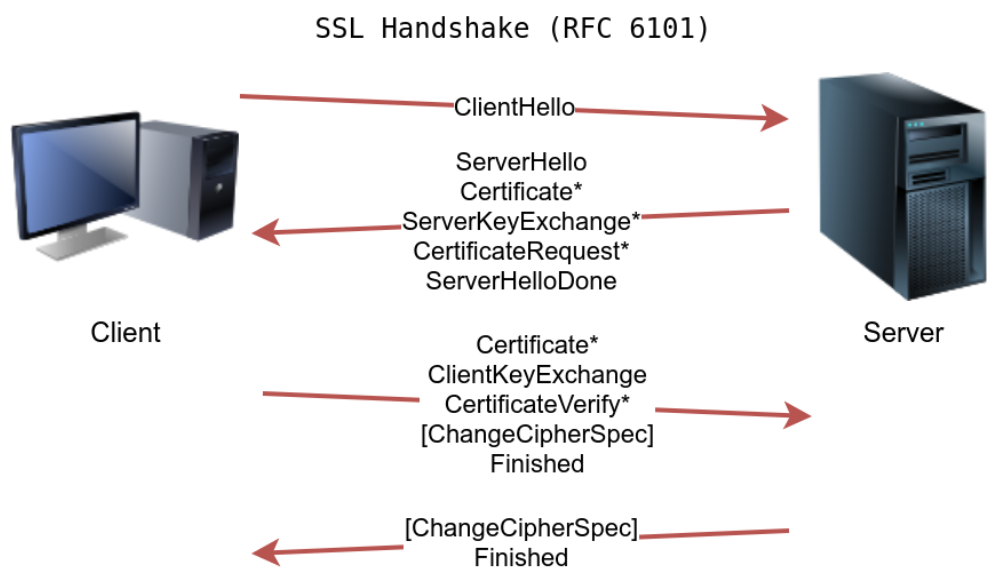 SSL Handshake (RFC 6101)
ClientHello
ServerHello
Certificate*
ServerKeyExchange*
CertificateRequest*
ServerHelloDone
Client
Server
Certificate*
ClientKeyExchange
CertificateVerify*
[ChangeCipherSpec]
Finished
[ChangeCipherSpec]
Finished